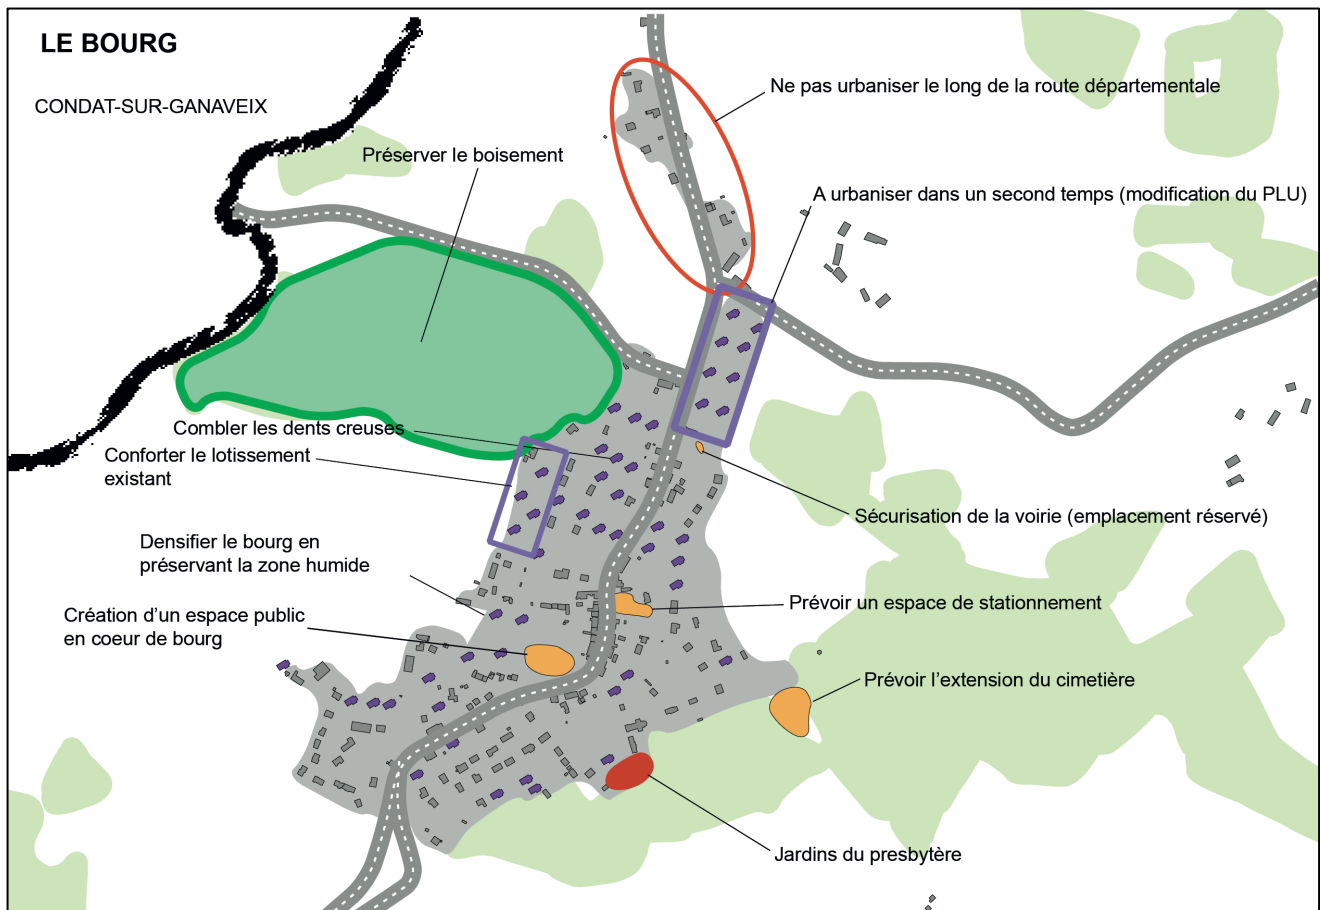 LE BOURG
CONDAT-SUR-GANAVEIX
Ne pas urbaniser le long de la route départementale
Préserver le boisement
A urbaniser dans un second temps (modification du PLU)
Combler les dents creuses
Conforter le lotissement
existant
Sécurisation de la voirie (emplacement réservé)
Densifier le bourg en
préservant la zone humide
Création d'un espace public
en coeur de bourg
Prévoir un espace de stationnement
Prévoir l'extension du cimetière
Jardins du presbytère